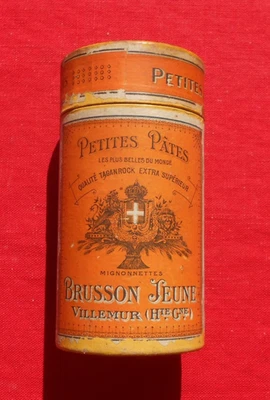 PETITES
PETITES PÂTES
LES PLUS BELLES DU MONDE
QUALITÉ TAGANROCK EXTRA SUPÉRIEUR
MIGNONNETTES
BRUSSON JEUNE
VILLEMUR (HTE GNE)